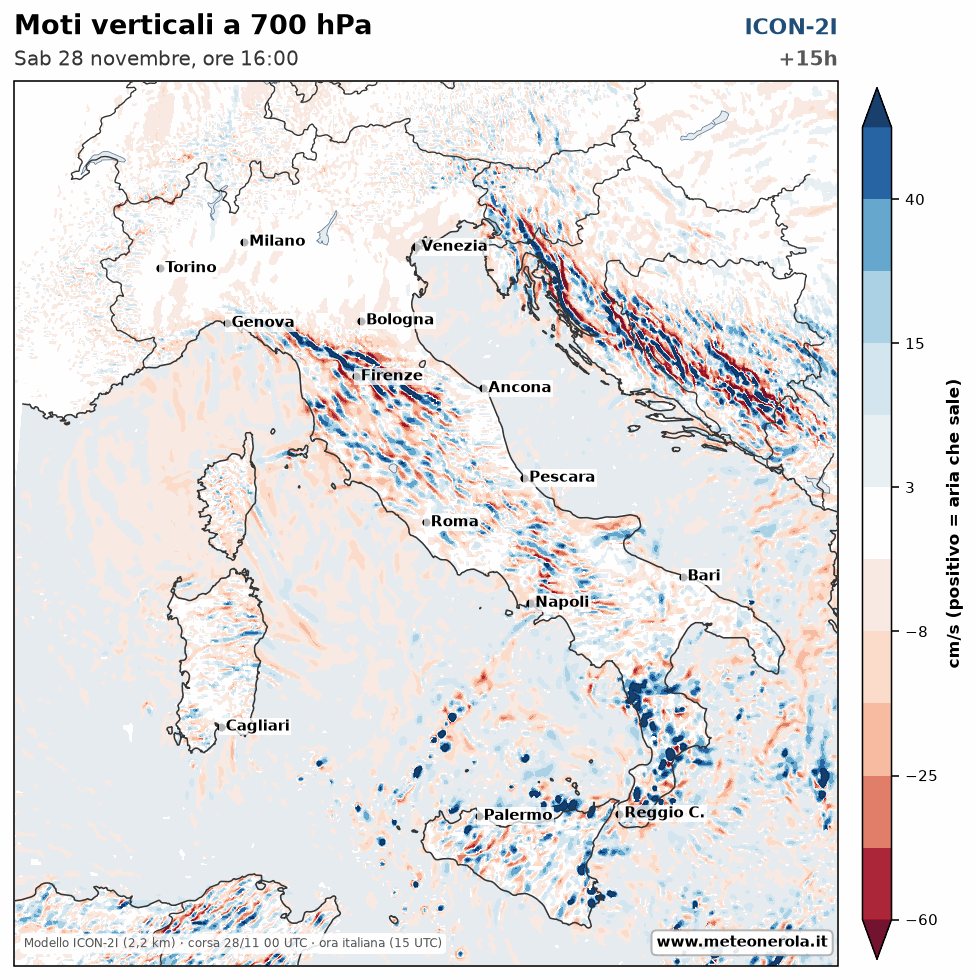 Moti verticali a 700 hPa
ICON-2I
Sab 28 novembre, ore 16:00
+15h
Milano
Venezia
Torino
Genova
Bologna
Firenze
Ancona
Pescara
Roma
Bari
Napoli
Cagliari
Palermo
Reggio C.
40
15
3
−8
−25
−60
cm/s (positivo = aria che sale)
Modello ICON-2I (2,2 km) · corsa 28/11 00 UTC · ora italiana (15 UTC)
www.meteonerola.it